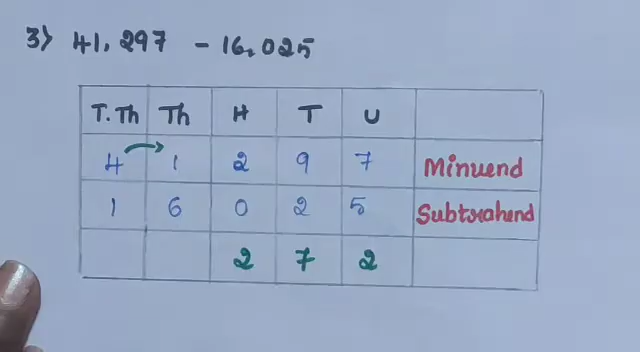 3) 41,297 - 16,025
T.Th Th H T U
4 1 2 9 7 Minuend
1 6 0 2 5 Subtrahend
2 7 2